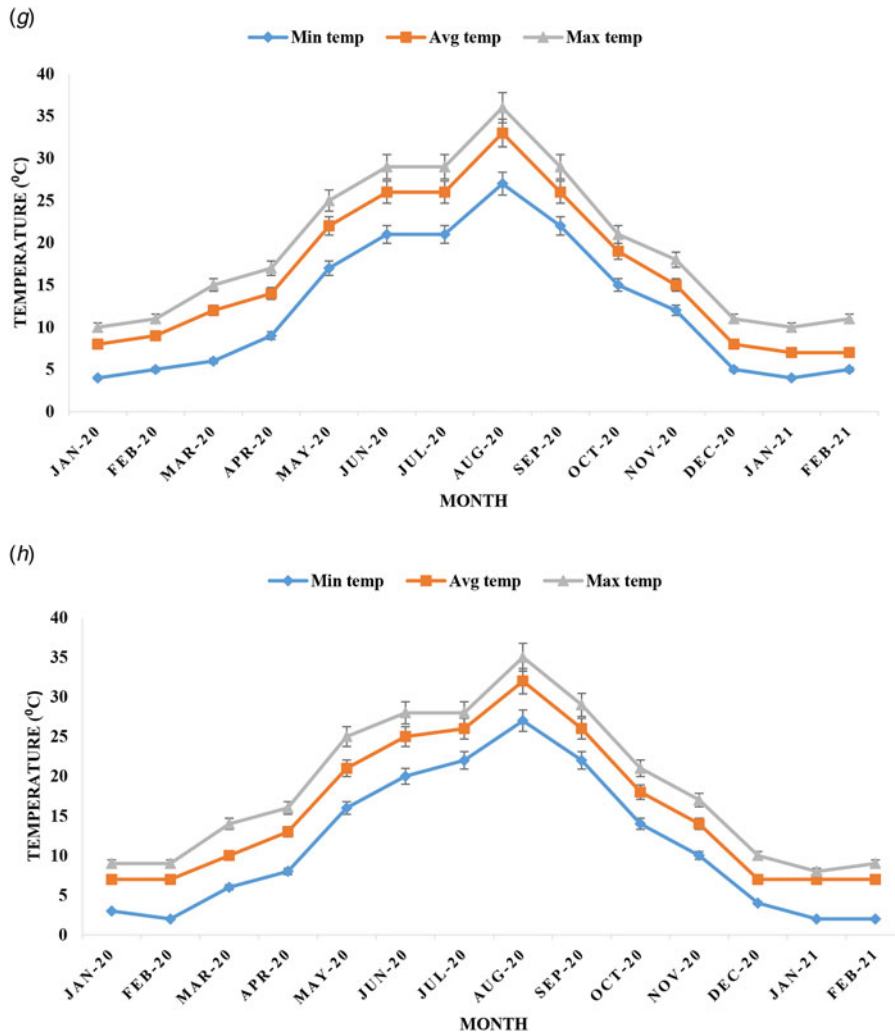 (g)
Min temp Avg temp Max temp
40
35
30
25
20
15
10
5
0
TEMPERATURE (⁰C)
JAN-20 FEB-20 MAR-20 APR-20 MAY-20 JUN-20 JUL-20 AUG-20 SEP-20 OCT-20 NOV-20 DEC-20 JAN-21 FEB-21
MONTH
(h)
Min temp Avg temp Max temp
40
35
30
25
20
15
10
5
0
TEMPERATURE (⁰C)
JAN-20 FEB-20 MAR-20 APR-20 MAY-20 JUN-20 JUL-20 AUG-20 SEP-20 OCT-20 NOV-20 DEC-20 JAN-21 FEB-21
MONTH